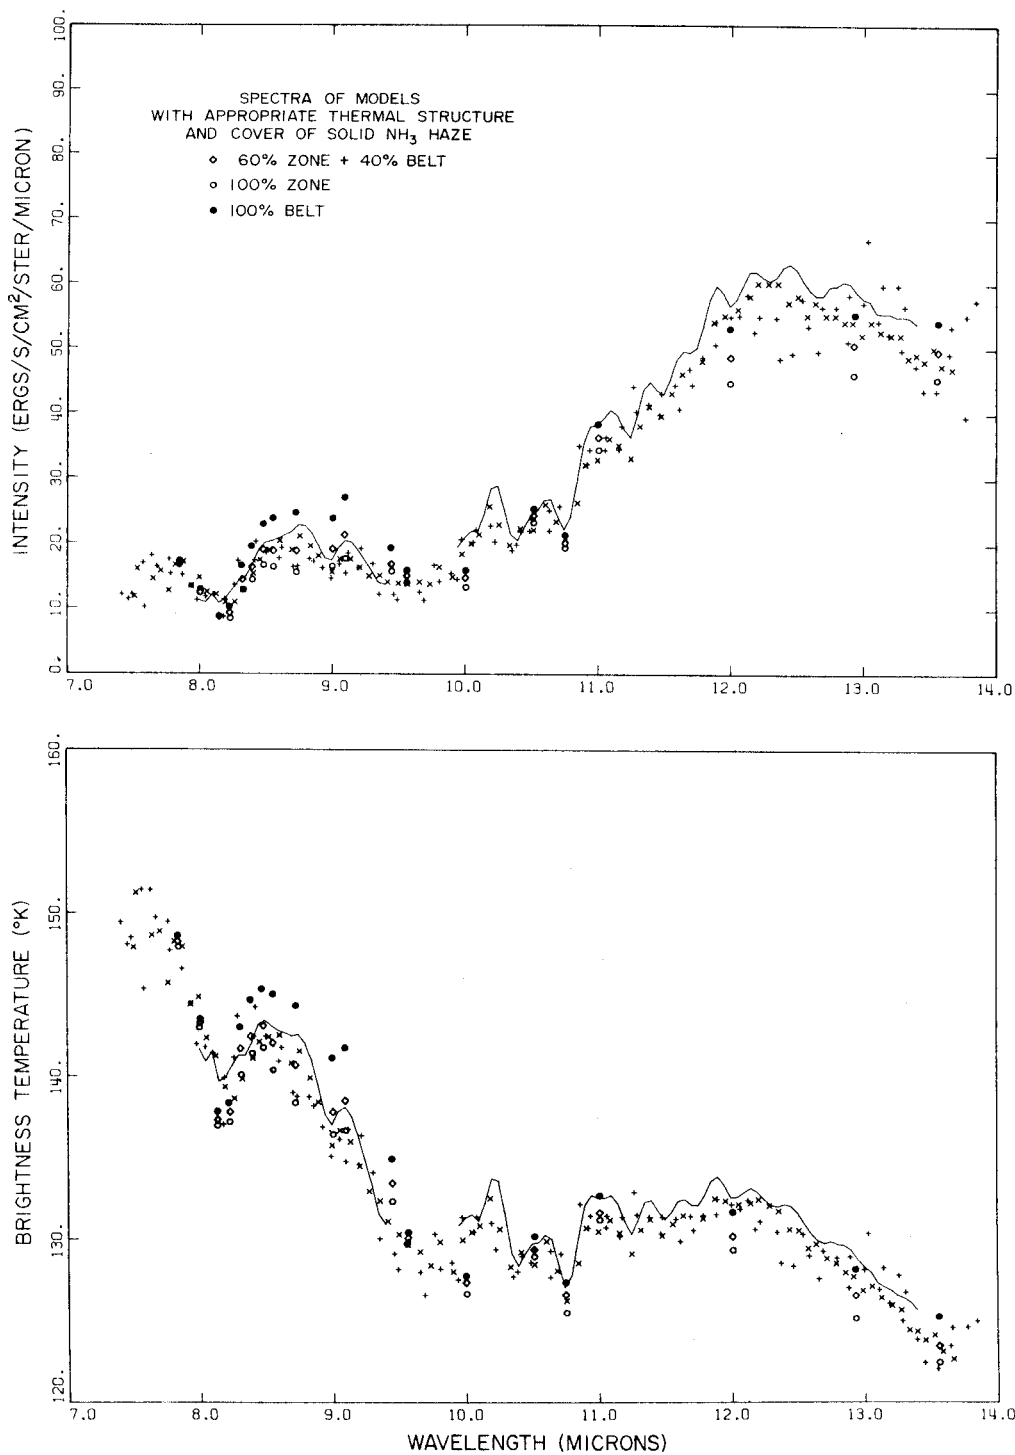 100.
90.
80.
70.
60.
50.
40.
30.
20.
10.
0.
INTENSITY (ERGS/S/CM²/STER/MICRON)
SPECTRA OF MODELS
WITH APPROPRIATE THERMAL STRUCTURE
AND COVER OF SOLID NH₃ HAZE
60% ZONE + 40% BELT
100% ZONE
100% BELT
7.0 8.0 9.0 10.0 11.0 12.0 13.0 14.0
160.
150.
140.
130.
120.
BRIGHTNESS TEMPERATURE (°K)
7.0 8.0 9.0 10.0 11.0 12.0 13.0 14.0
WAVELENGTH (MICRONS)